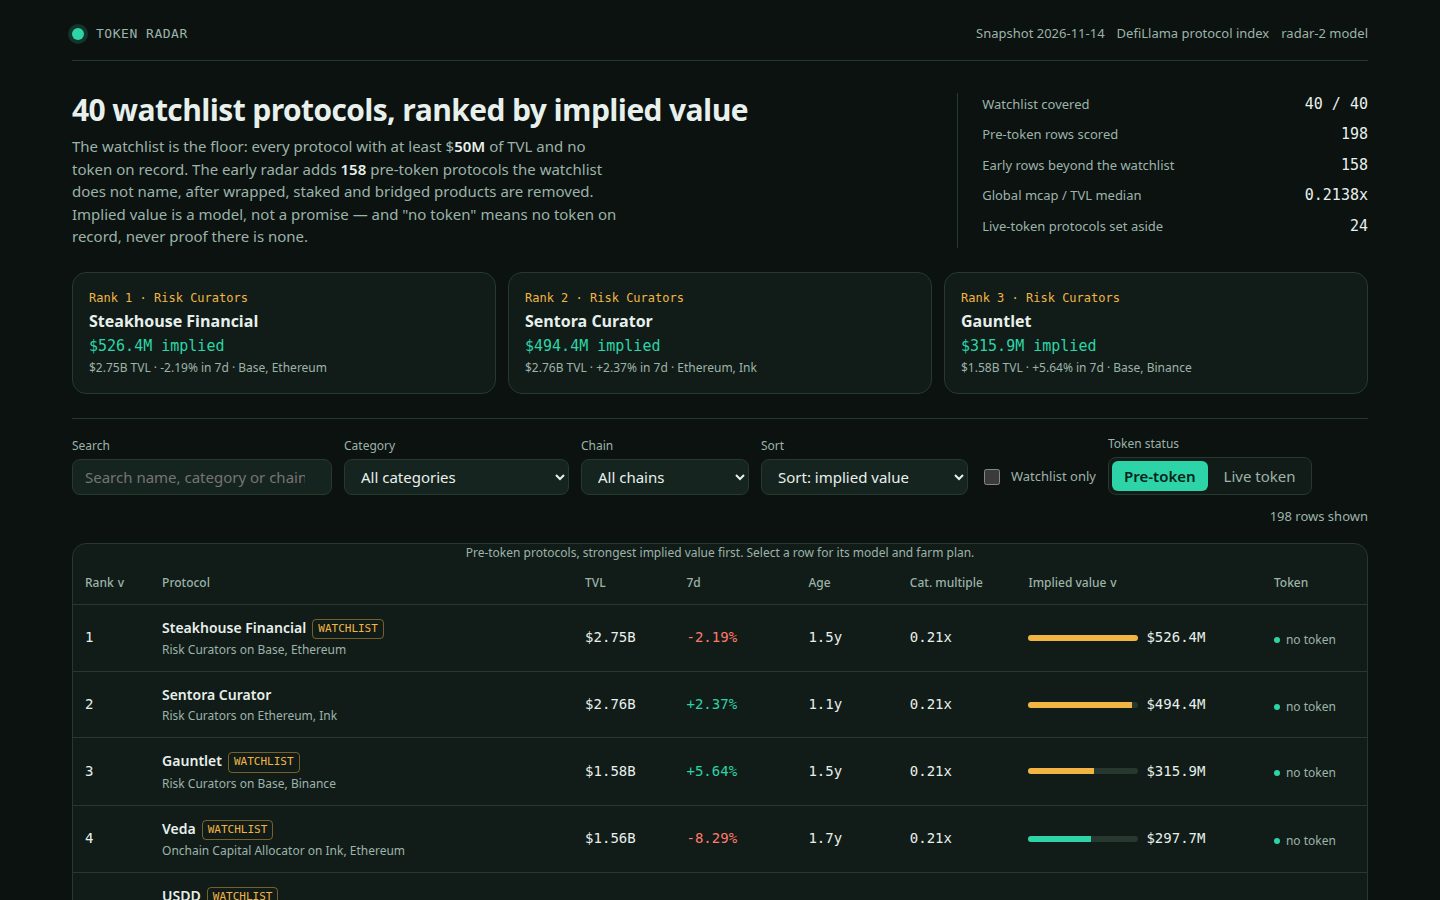 TOKEN RADAR
Snapshot 2026-11-14 DefiLlama protocol index radar-2 model
40 watchlist protocols, ranked by implied value
The watchlist is the floor: every protocol with at least $50M of TVL and no
token on record. The early radar adds 158 pre-token protocols the watchlist
does not name, after wrapped, staked and bridged products are removed.
Implied value is a model, not a promise — and "no token" means no token on
record, never proof there is none.
Watchlist covered 40 / 40
Pre-token rows scored 198
Early rows beyond the watchlist 158
Global mcap / TVL median 0.2138x
Live-token protocols set aside 24
Rank 1 · Risk Curators
Steakhouse Financial
$526.4M implied
$2.75B TVL · -2.19% in 7d · Base, Ethereum
Rank 2 · Risk Curators
Sentora Curator
$494.4M implied
$2.76B TVL · +2.37% in 7d · Ethereum, Ink
Rank 3 · Risk Curators
Gauntlet
$315.9M implied
$1.58B TVL · +5.64% in 7d · Base, Binance
Search
Search name, category or chain
Category
All categories
Chain
All chains
Sort
Sort: implied value
Watchlist only
Token status
Pre-token Live token
198 rows shown
Pre-token protocols, strongest implied value first. Select a row for its model and farm plan.
Rank v Protocol TVL 7d Age Cat. multiple Implied value v Token
1 Steakhouse Financial WATCHLIST $2.75B -2.19% 1.5y 0.21x $526.4M no token
Risk Curators on Base, Ethereum
2 Sentora Curator $2.76B +2.37% 1.1y 0.21x $494.4M no token
Risk Curators on Ethereum, Ink
3 Gauntlet WATCHLIST $1.58B +5.64% 1.5y 0.21x $315.9M no token
Risk Curators on Base, Binance
4 Veda WATCHLIST $1.56B -8.29% 1.7y 0.21x $297.7M no token
Onchain Capital Allocator on Ink, Ethereum
USDD WATCHLIST